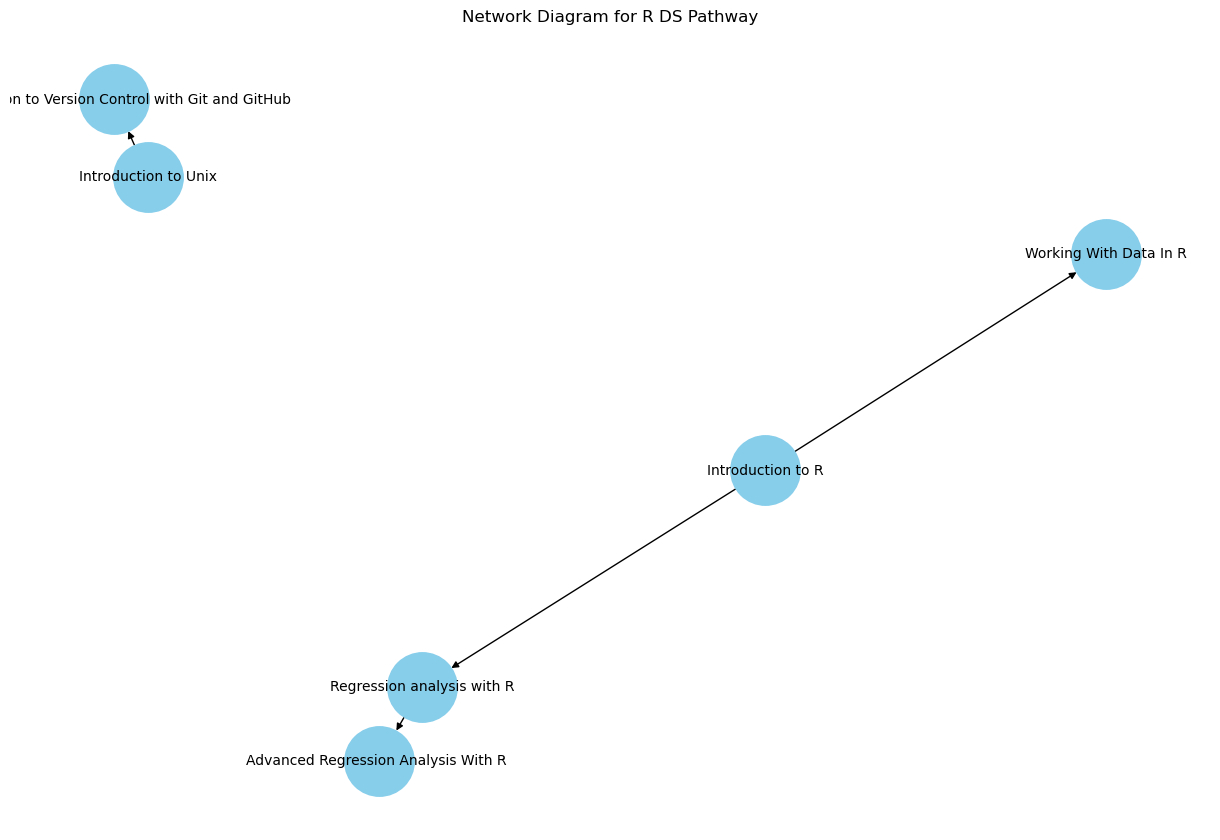 Network Diagram for R DS Pathway
to Version Control with Git and GitHub
Introduction to Unix
Working With Data In R
Introduction to R
Regression analysis with R
Advanced Regression Analysis With R